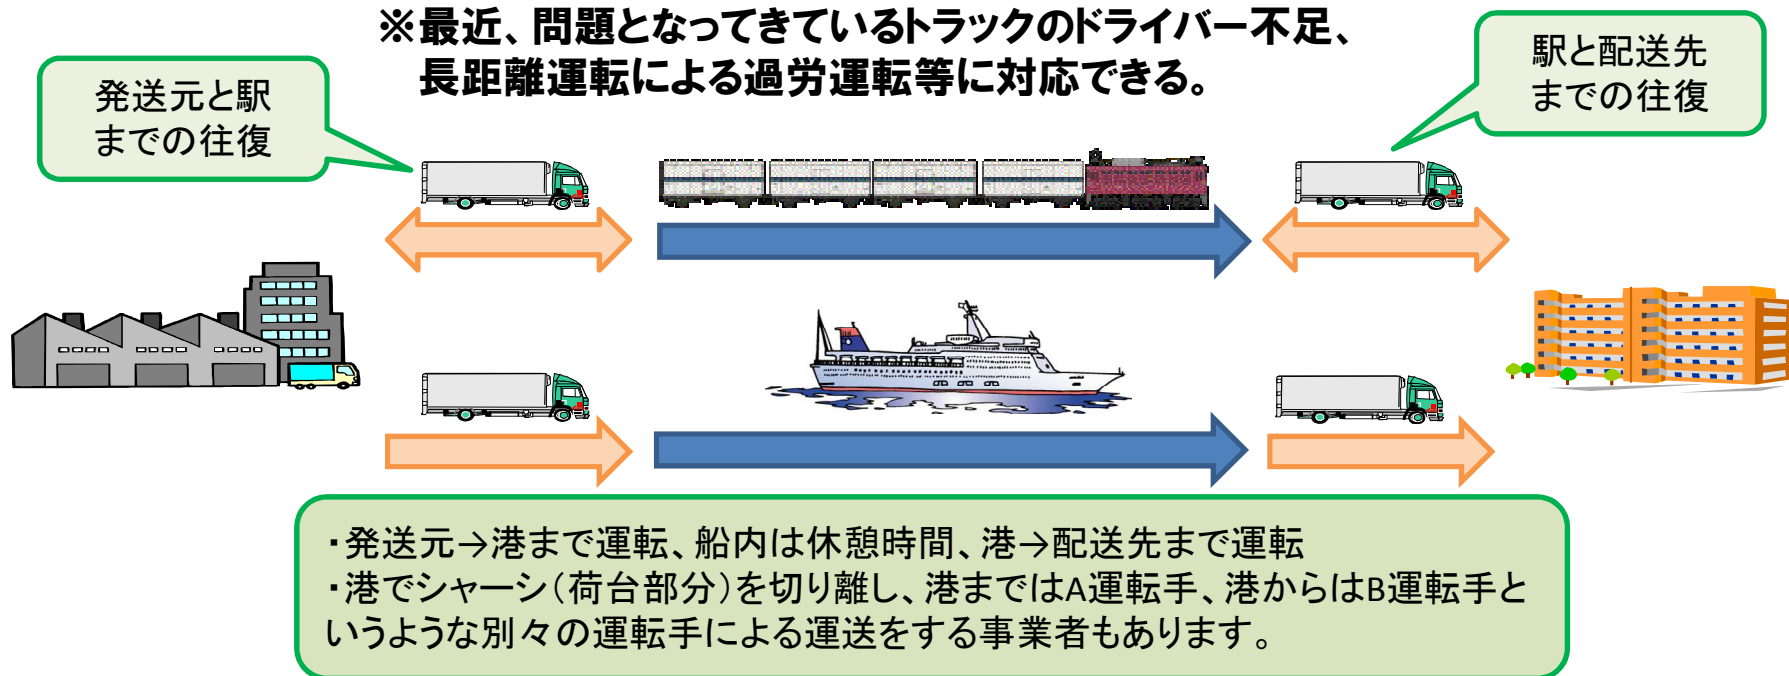 ※最近、問題となってきているトラックのドライバー不足、
長距離運転による過労運転等に対応できる。
発送元と駅
までの往復
駅と配送先
までの往復
・発送元→港まで運転、船内は休憩時間、港→配送先まで運転
・港でシャーシ（荷台部分）を切り離し、港まではA運転手、港からはB運転手と
いうような別々の運転手による運送をする事業者もあります。